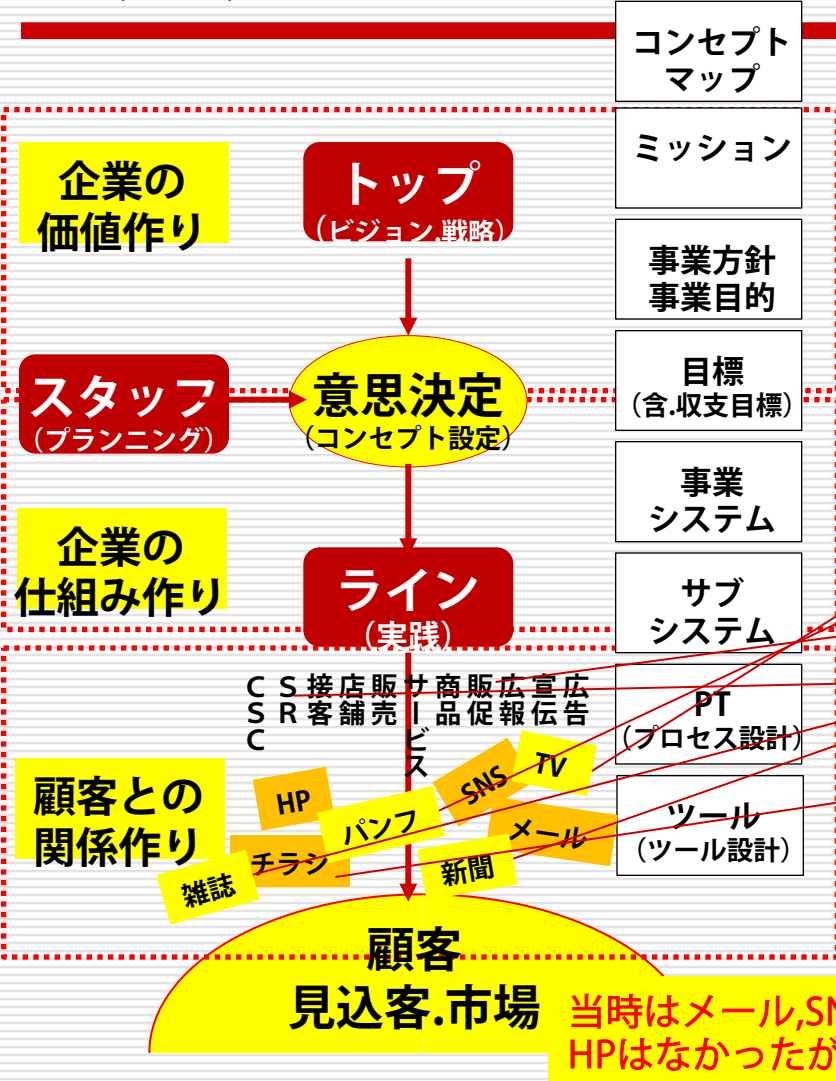 コンセプト
マップ
ミッション
企業の
価値作り
トップ
(ビジョン.戦略)
事業方針
事業目的
スタッフ
(プランニング)
意思決定
(コンセプト設定)
目標
(含.収支目標)
事業
システム
企業の
仕組み作り
ライン
(実践)
サブ
システム
CSC
SR
接客
店舗
販売
サービス
商品
販促
広報
宣伝
広告
PT
(プロセス設計)
顧客との
関係作り
HP
パンフ
SNS
TV
チラシ
メール
雑誌
新聞
ツール
(ツール設計)
顧客
見込客.市場
当時はメール,SN
HPはなかったが